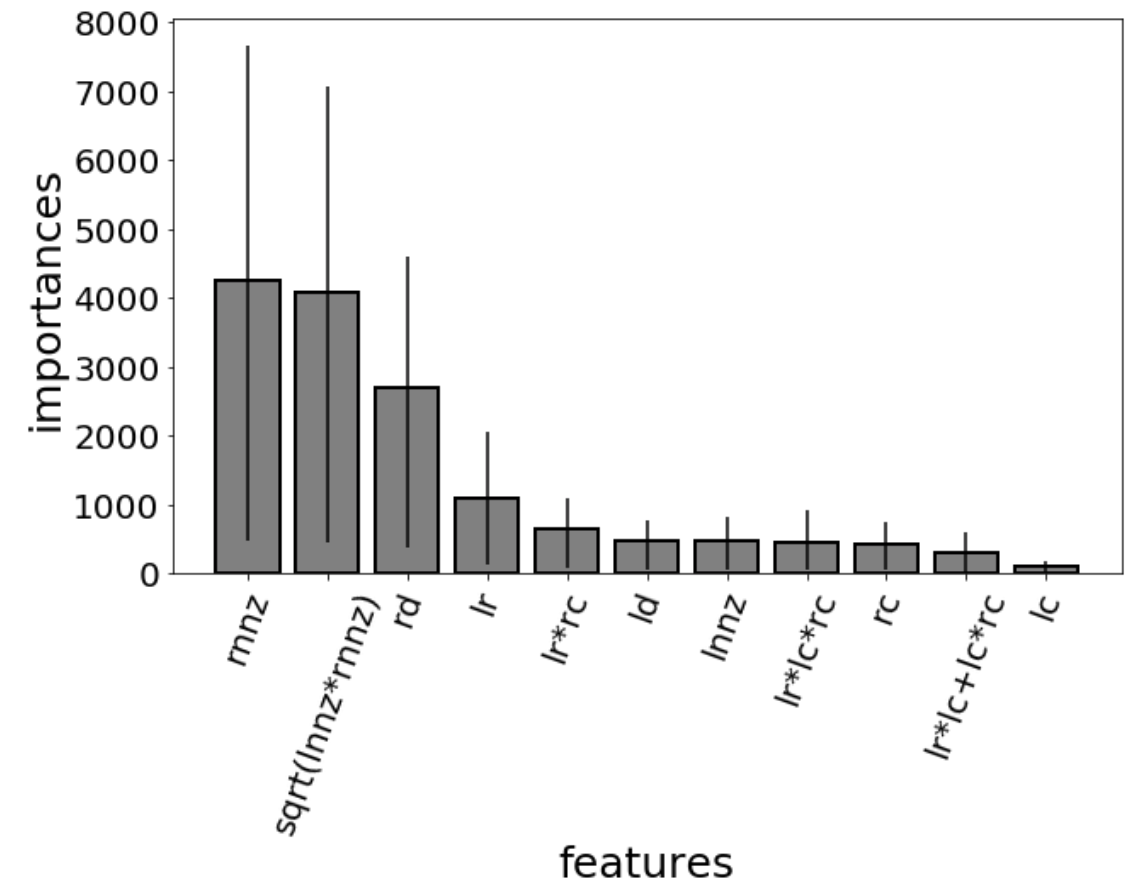 8000
7000
6000
5000
4000
3000
2000
1000
0
importances
rnnz
sqrt(lnnz*rnnz)
rd
lr
lr*rc
ld
lnnz
lr*lc*rc
rc
lr*lc+lc*rc
lc
features